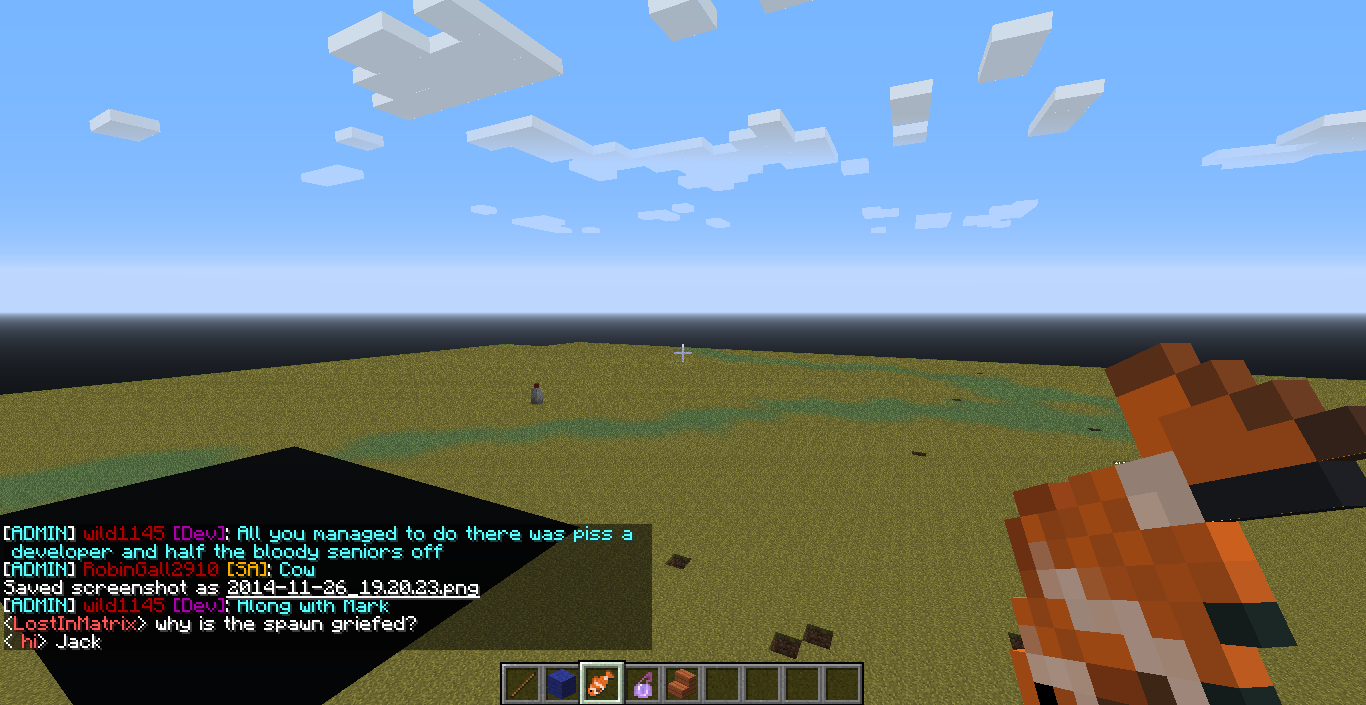 [ADMIN] wild1145 [Dev]: All you managed to do there was piss a
developer and half the bloody seniors off
[ADMIN] RobinGall2910 [SA]: Cow
Saved screenshot as 2014-11-26_19.20.23.png
[ADMIN] wild1145 [Dev]: Along with Mark
<LostInMatrix> why is the spawn griefed?
< hi> Jack